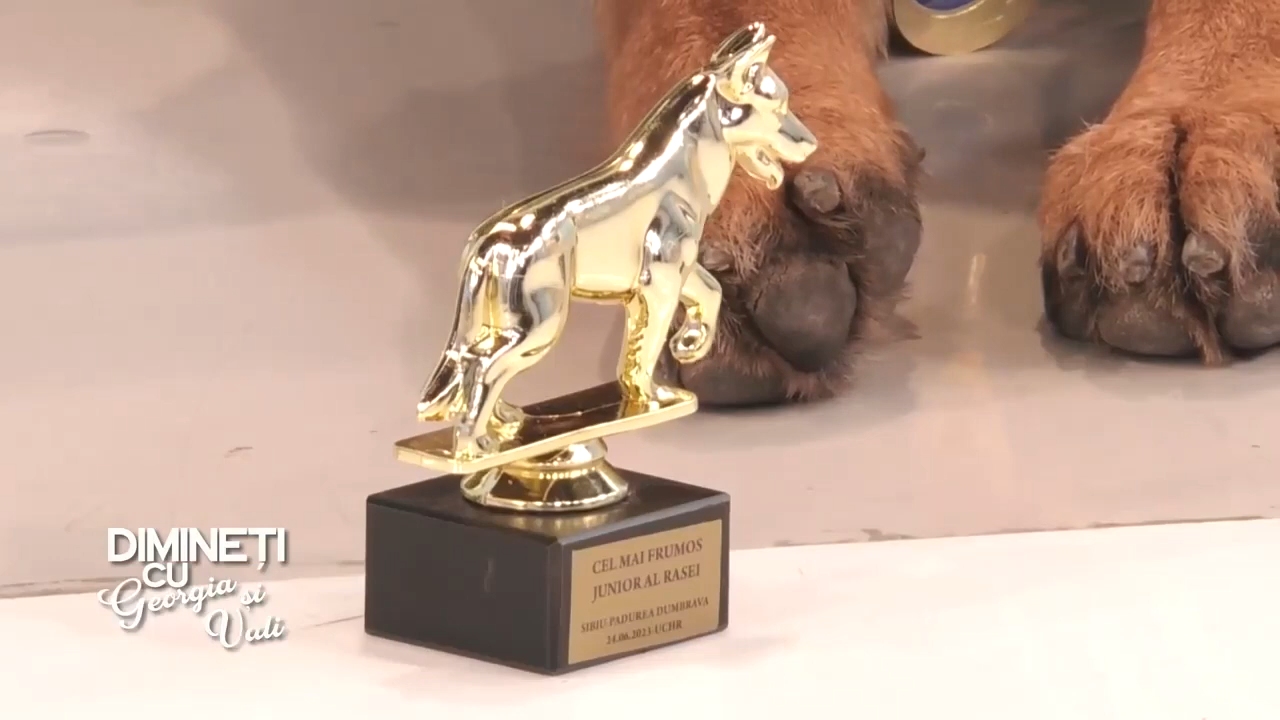 DIMINEȚI
CU
Georgia și
Vali
CEL MAI FRUMOS
JUNIOR AL RASEI
SIBIU-PADUREA DUMBRAVA
24.06.2023-UCHR